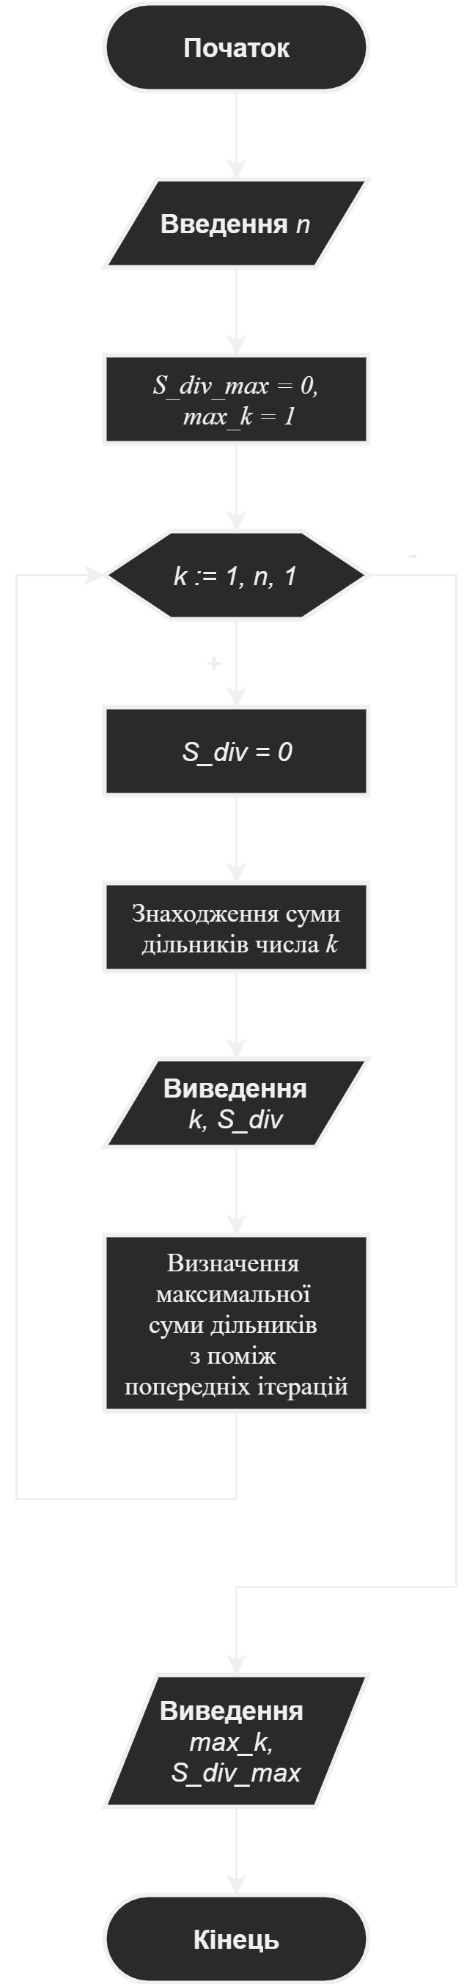 Початок
Введення n
S_div_max = 0,
max_k = 1
k := 1, n, 1
-
+
S_div = 0
Знаходження суми
дільників числа k
Виведення
k, S_div
Визначення
максимальної
суми дільників
з поміж
попередніх ітерацій
Виведення
max_k,
S_div_max
Кінець